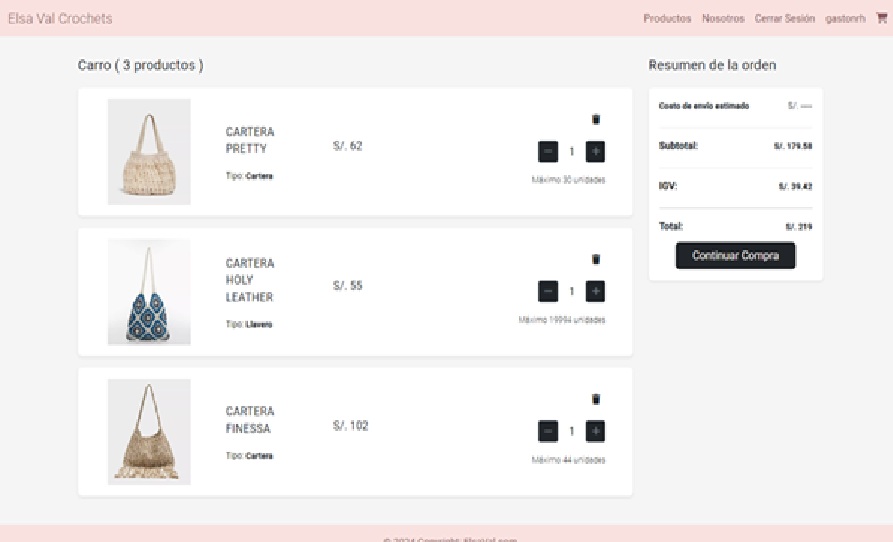 Elsa Val Crochets
Productos Nosotros Cerrar Sesión gastonrh
Carro ( 3 productos )
CARTERA
PRETTY
Tipo: Cartera
S/. 62
1
Máximo 30 unidades
CARTERA
HOLY
LEATHER
Tipo: Llavero
S/. 55
1
Máximo 19994 unidades
CARTERA
FINESSA
Tipo: Cartera
S/. 102
1
Máximo 44 unidades
Resumen de la orden
Costo de envío estimado S/. ----
Subtotal: S/. 179.58
IGV: S/. 39.42
Total: S/. 219
Continuar Compra
© 2024 Copyright: ElsaVal.com